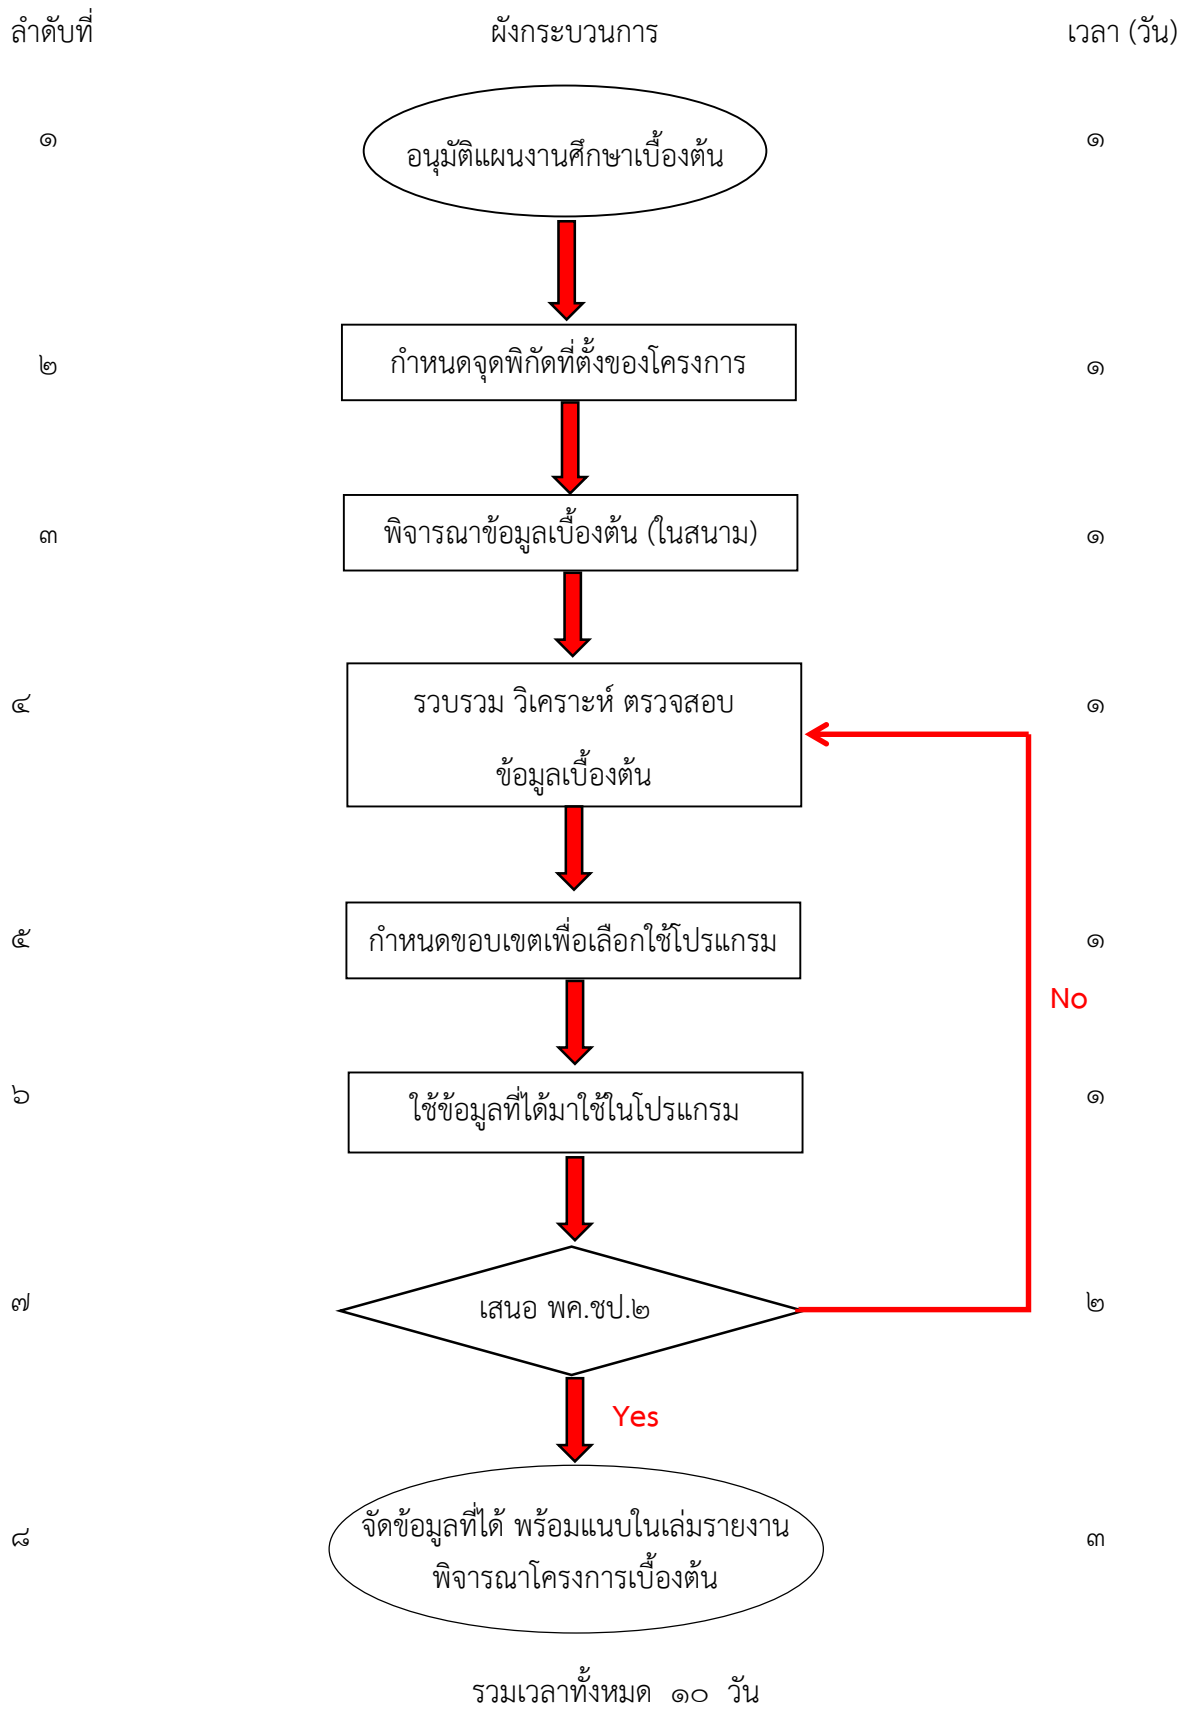 ลำดับที่ ผังกระบวนการ เวลา (วัน)
๑ อนุมัติแผนงานศึกษาเบื้องต้น ๑
๒ กำหนดจุดพิกัดที่ตั้งของโครงการ ๑
๓ พิจารณาข้อมูลเบื้องต้น (ในสนาม) ๑
๔ รวบรวม วิเคราะห์ ตรวจสอบ ๑
ข้อมูลเบื้องต้น
๕ กำหนดขอบเขตเพื่อเลือกใช้โปรแกรม ๑
No
๖ ใช้ข้อมูลที่ได้มาใช้ในโปรแกรม ๑
๗ เสนอ พค.ชป.๒ ๒
Yes
จัดข้อมูลที่ได้ พร้อมแนบในเล่มรายงาน
๘ ๓
พิจารณาโครงการเบื้องต้น
รวมเวลาทั้งหมด ๑๐ วัน